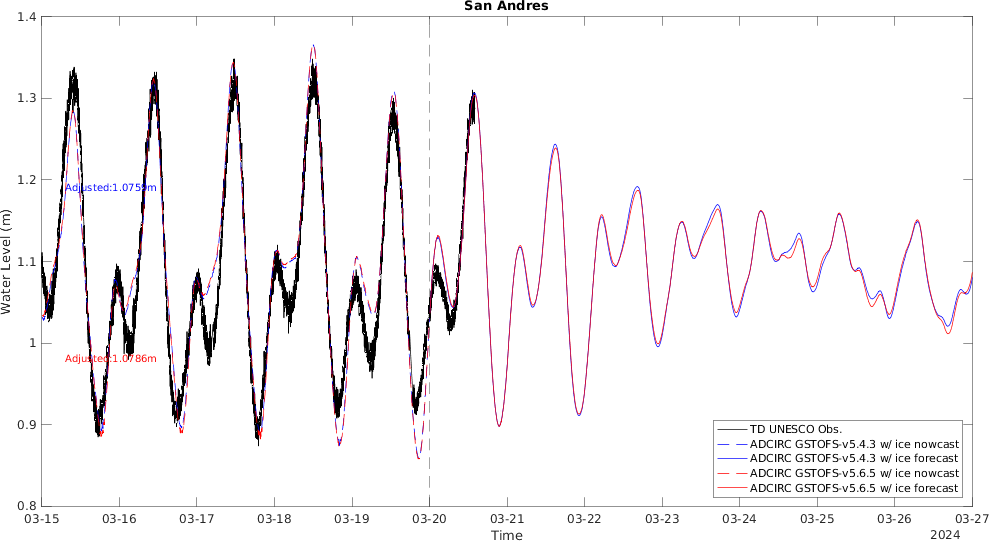 San Andres
1.4
1.3
1.2
1.1
1
0.9
0.8
Water Level (m)
Adjusted:1.0759m
Adjusted:1.0786m
TD UNESCO Obs.
ADCIRC GSTOFS-v5.4.3 w/ ice nowcast
ADCIRC GSTOFS-v5.4.3 w/ ice forecast
ADCIRC GSTOFS-v5.6.5 w/ ice nowcast
ADCIRC GSTOFS-v5.6.5 w/ ice forecast
03-15 03-16 03-17 03-18 03-19 03-20 03-21 03-22 03-23 03-24 03-25 03-26 03-27
Time
2024